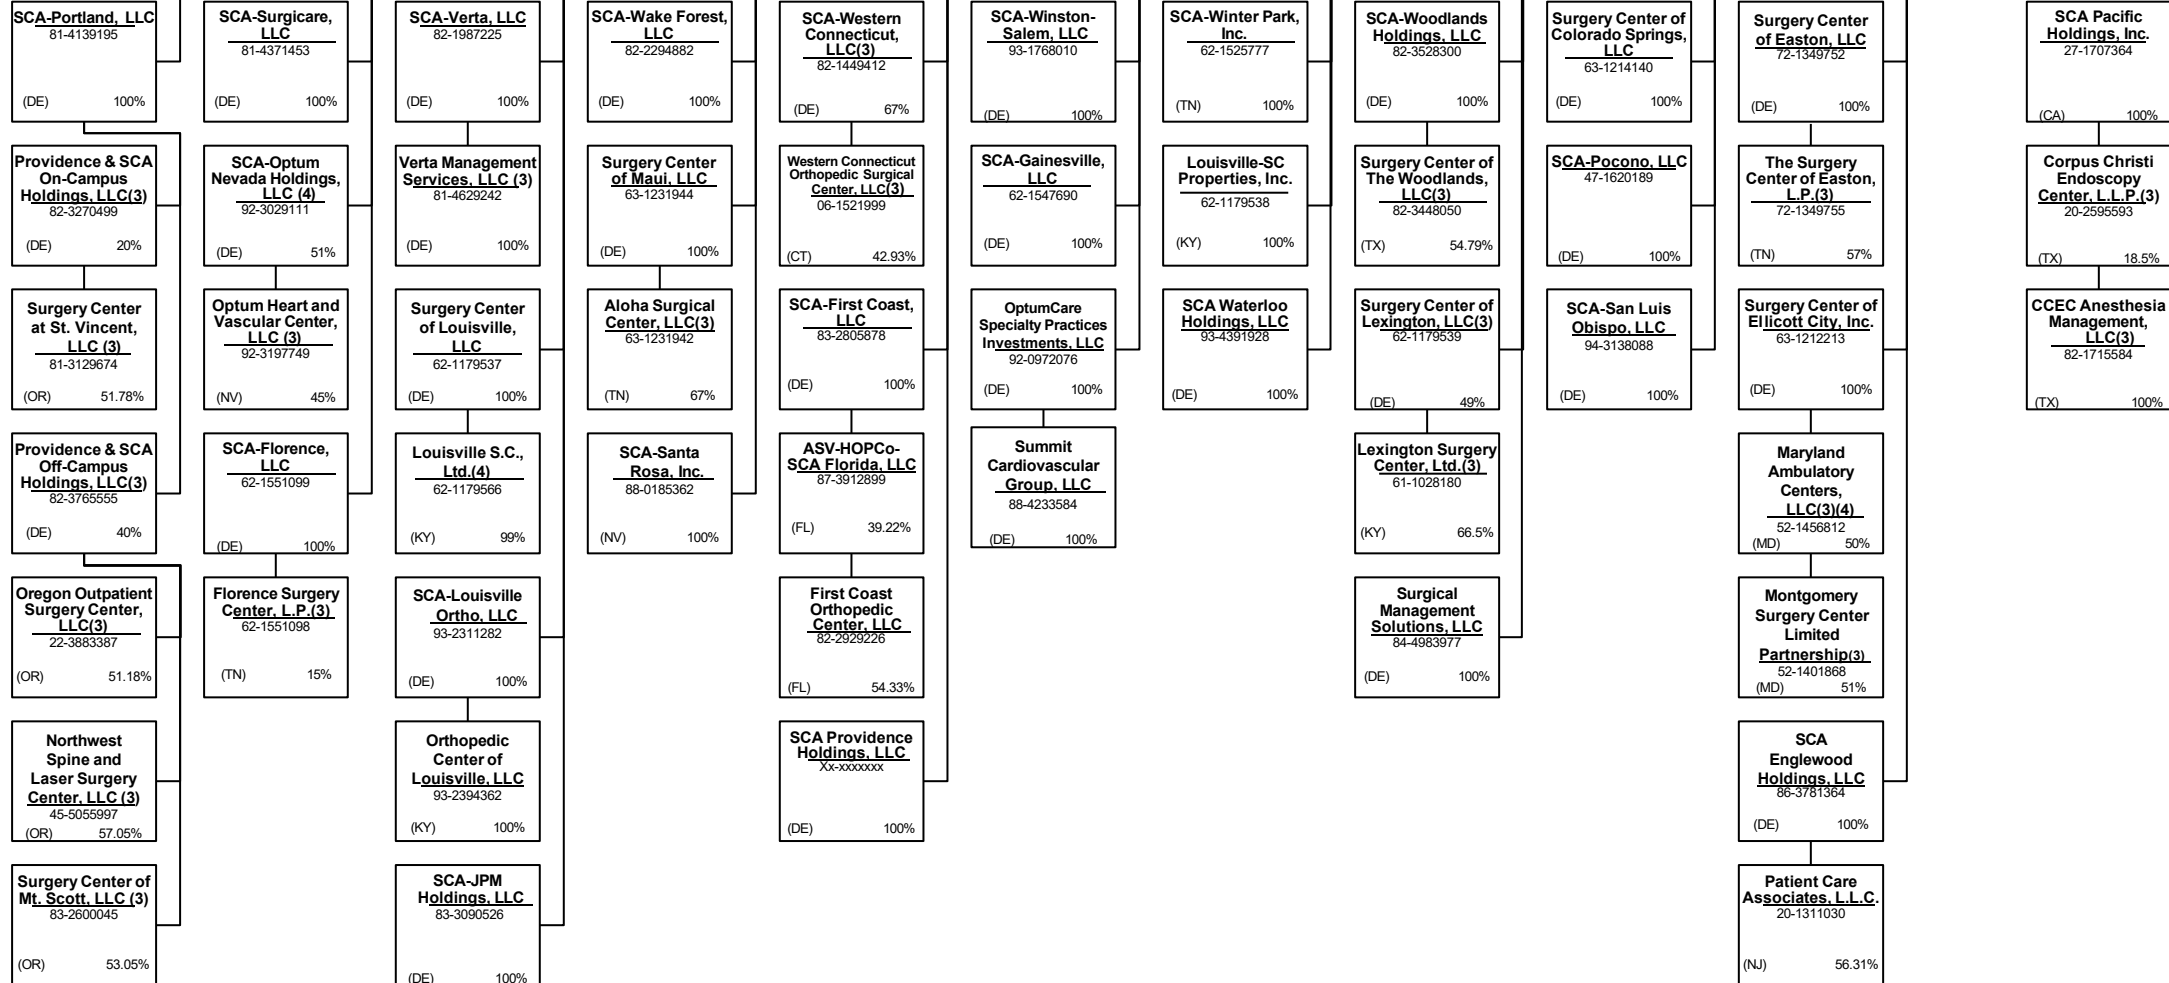 SCA-Portland, LLC
81-4139195
(DE) 100%
Providence & SCA
On-Campus
Holdings, LLC(3)
82-3270499
(DE) 20%
Surgery Center
at St. Vincent,
LLC (3)
81-3129674
(OR) 51.78%
Providence & SCA
Off-Campus
Holdings, LLC(3)
82-3765555
(DE) 40%
Oregon Outpatient
Surgery Center,
LLC(3)
22-3883387
(OR) 51.18%
Northwest
Spine and
Laser Surgery
Center, LLC (3)
45-5055997
(OR) 57.05%
Surgery Center of
Mt. Scott, LLC (3)
83-2600045
(OR) 53.05%
SCA-Surgicare,
LLC
81-4371453
(DE) 100%
SCA-Optum
Nevada Holdings,
LLC (4)
92-3029111
(DE) 51%
Optum Heart and
Vascular Center,
LLC (3)
92-3197749
(NV) 45%
SCA-Florence,
LLC
62-1551099
(DE) 100%
Florence Surgery
Center, L.P.(3)
62-1551098
(TN) 15%
SCA-Verta, LLC
82-1987225
(DE) 100%
Verta Management
Services, LLC (3)
81-4629242
(DE) 100%
Surgery Center
of Louisville,
LLC
62-1179537
(DE) 100%
Louisville S.C.,
Ltd.(4)
62-1179566
(KY) 99%
SCA-Louisville
Ortho, LLC
93-2311282
(DE) 100%
Orthopedic
Center of
Louisville, LLC
93-2394362
(KY) 100%
SCA-JPM
Holdings, LLC
83-3090526
(DE) 100%
SCA-Wake Forest,
LLC
82-2294882
(DE) 100%
Surgery Center
of Maui, LLC
63-1231944
(DE) 100%
Aloha Surgical
Center, LLC(3)
63-1231942
(TN) 67%
SCA-Santa
Rosa, Inc.
88-0185362
(NV) 100%
SCA-Western
Connecticut,
LLC(3)
82-1449412
(DE) 67%
Western Connecticut
Orthopedic Surgical
Center, LLC(3)
06-1521999
(CT) 42.93%
SCA-First Coast,
LLC
83-2805878
(DE) 100%
ASV-HOPCo-
SCA Florida, LLC
87-3912899
(FL) 39.22%
First Coast
Orthopedic
Center, LLC
82-2929226
(FL) 54.33%
SCA Providence
Holdings, LLC
Xx-xxxxxxx
(DE) 100%
SCA-Winston-
Salem, LLC
93-1768010
(DE) 100%
SCA-Gainesville,
LLC
62-1547690
(DE) 100%
OptumCare
Specialty Practices
Investments, LLC
92-0972076
(DE) 100%
Summit
Cardiovascular
Group, LLC
88-4233584
(DE) 100%
SCA-Winter Park,
Inc.
62-1525777
(TN) 100%
Louisville-SC
Properties, Inc.
62-1179538
(KY) 100%
SCA Waterloo
Holdings, LLC
93-4391928
(DE) 100%
SCA-Woodlands
Holdings, LLC
82-3528300
(DE) 100%
Surgery Center of
The Woodlands,
LLC(3)
82-3448050
(TX) 54.79%
Surgery Center of
Lexington, LLC(3)
62-1179539
(DE) 49%
Lexington Surgery
Center, Ltd.(3)
61-1028180
(KY) 66.5%
Surgical
Management
Solutions, LLC
84-4983977
(DE) 100%
Surgery Center of
Colorado Springs,
LLC
63-1214140
(DE) 100%
SCA-Pocono, LLC
47-1620189
(DE) 100%
SCA-San Luis
Obispo, LLC
94-3138088
(DE) 100%
Surgery Center
of Easton, LLC
72-1349752
(DE) 100%
The Surgery
Center of Easton,
L.P.(3)
72-1349755
(TN) 57%
Surgery Center of
Ellicott City, Inc.
63-1212213
(DE) 100%
Maryland
Ambulatory
Centers,
LLC(3)(4)
52-1456812
(MD) 50%
Montgomery
Surgery Center
Limited
Partnership(3)
52-1401868
(MD) 51%
SCA
Englewood
Holdings, LLC
86-3781364
(DE) 100%
Patient Care
Associates, L.L.C.
20-1311030
(NJ) 56.31%
SCA Pacific
Holdings, Inc.
27-1707364
(CA) 100%
Corpus Christi
Endoscopy
Center, L.L.P.(3)
20-2595593
(TX) 18.5%
CCEC Anesthesia
Management,
LLC(3)
82-1715584
(TX) 100%